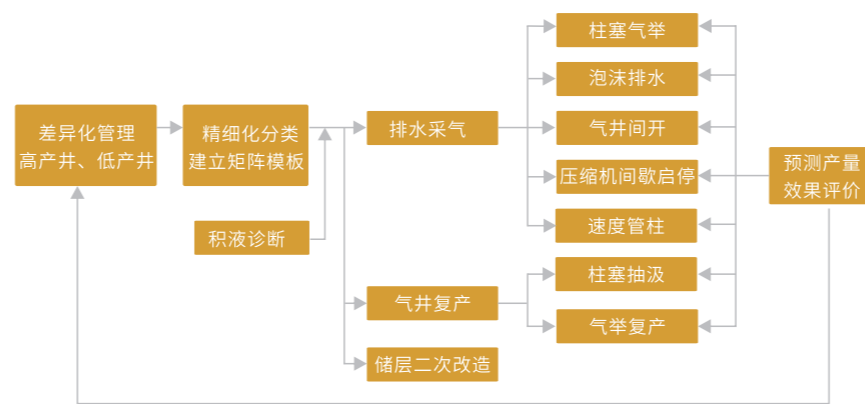 差异化管理
高产井、低产井
精细化分类
建立矩阵模板
积液诊断
排水采气
气井复产
储层二次改造
柱塞气举
泡沫排水
气井间开
压缩机间歇启停
速度管柱
柱塞抽汲
气举复产
预测产量
效果评价